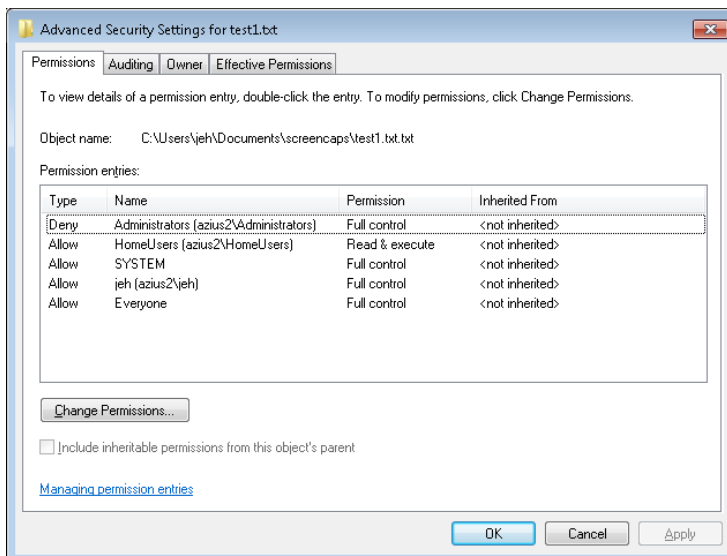 Advanced Security Settings for test1.txt
Permissions Auditing Owner Effective Permissions
To view details of a permission entry, double-click the entry. To modify permissions, click Change Permissions.
Object name: C:\Users\jeh\Documents\screencaps\test1.txt.txt
Permission entries:
Type Name Permission Inherited From
Deny Administrators (azius2\Administrators) Full control <not inherited>
Allow HomeUsers (azius2\HomeUsers) Read & execute <not inherited>
Allow SYSTEM Full control <not inherited>
Allow jeh (azius2\jeh) Full control <not inherited>
Allow Everyone Full control <not inherited>
Change Permissions...
Include inheritable permissions from this object's parent
Managing permission entries
OK Cancel Apply